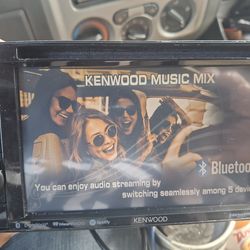 KENWOOD MUSIC MIX
Bluetoo
You can enjoy audio streaming by
switching seamlessly among 5 devi
KENWOOD